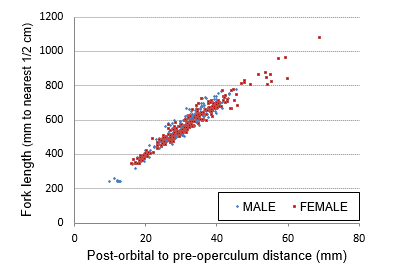 1200
1000
800
600
400
200
0
Fork length (mm to nearest 1/2 cm)
MALE FEMALE
0 20 40 60 80
Post-orbital to pre-operculum distance (mm)